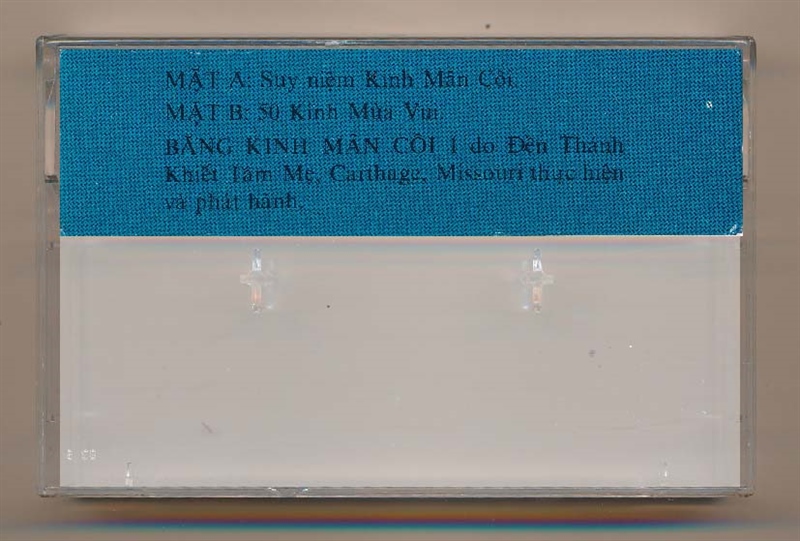 MẶT A: Suy niệm Kinh Mân Côi.
MẶT B: 50 Kinh Mùa Vui.
BĂNG KINH MÂN CÔI 1 do Đền Thánh
Khiết Tâm Mẹ, Carthage, Missouri thực hiện
và phát hành.